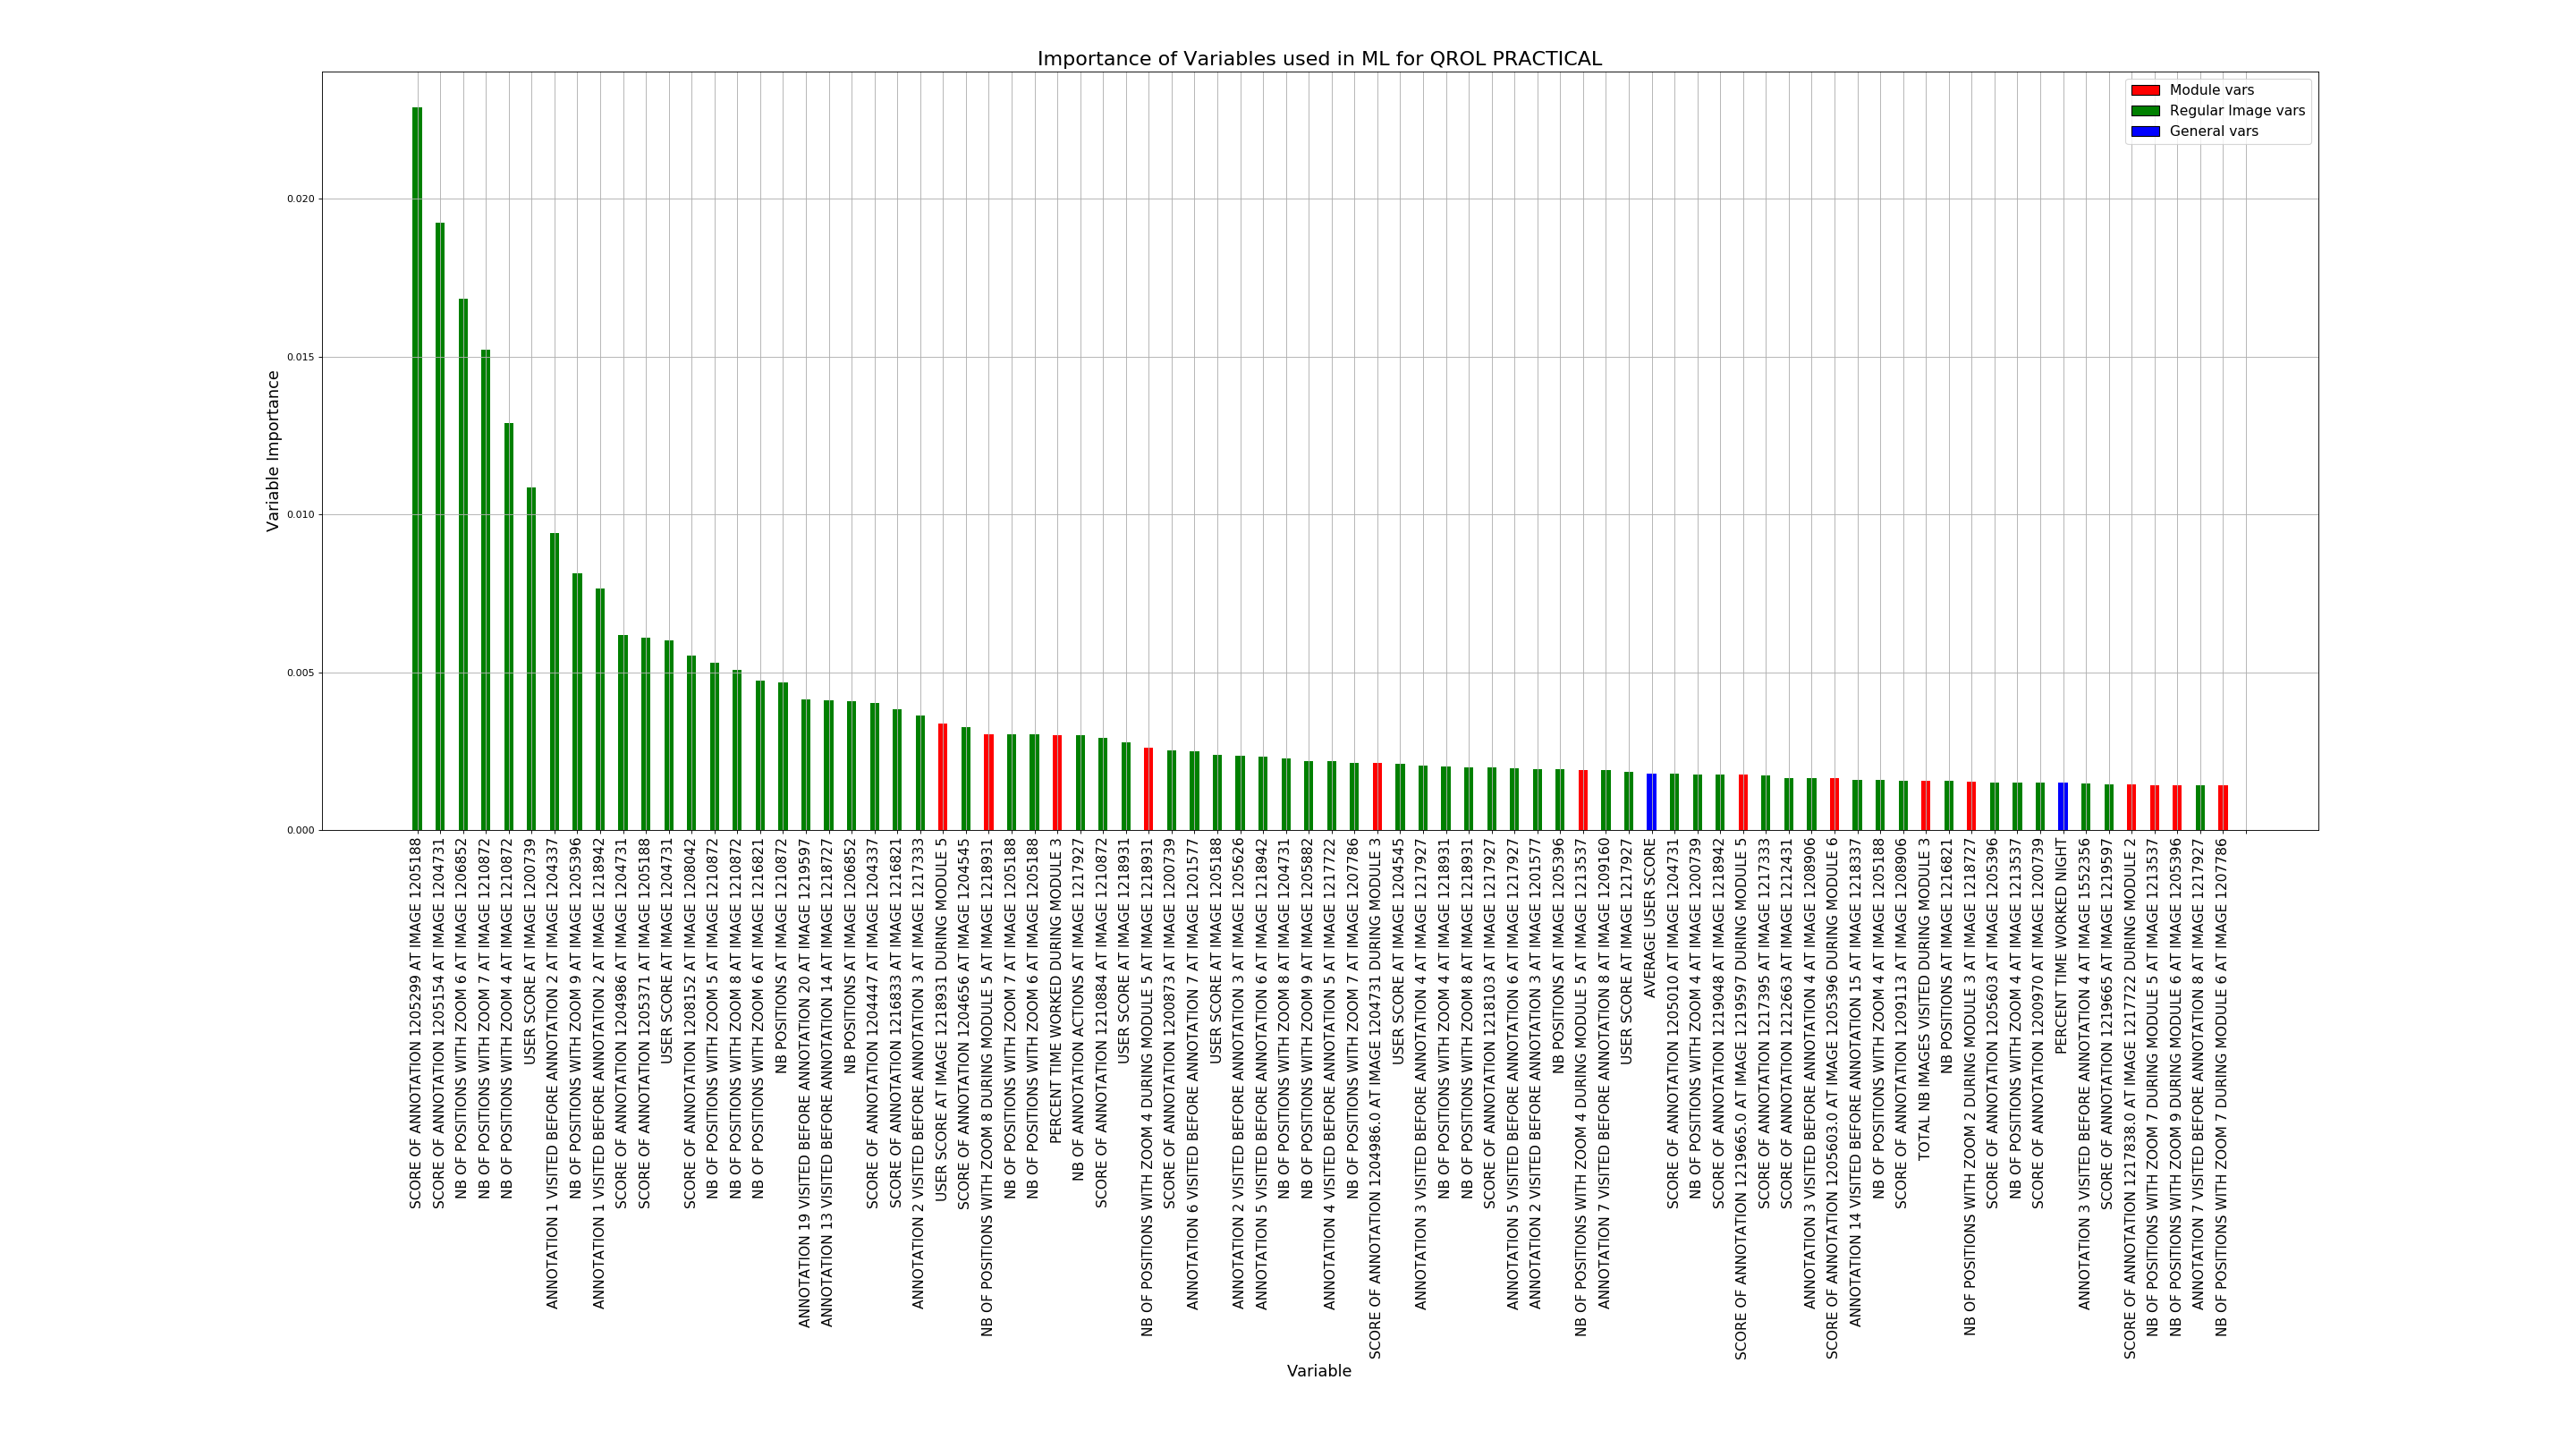 Importance of Variables used in ML for QROL PRACTICAL
Module vars
Regular Image vars
General vars
Variable Importance
0.020
0.015
0.010
0.005
0.000
SCORE OF ANNOTATION 1205299 AT IMAGE 1205188
SCORE OF ANNOTATION 1205154 AT IMAGE 1204731
NB OF POSITIONS WITH ZOOM 6 AT IMAGE 1206852
NB OF POSITIONS WITH ZOOM 7 AT IMAGE 1210872
NB OF POSITIONS WITH ZOOM 4 AT IMAGE 1210872
USER SCORE AT IMAGE 1200739
ANNOTATION 1 VISITED BEFORE ANNOTATION 2 AT IMAGE 1204337
NB OF POSITIONS WITH ZOOM 9 AT IMAGE 1205396
ANNOTATION 1 VISITED BEFORE ANNOTATION 2 AT IMAGE 1218942
SCORE OF ANNOTATION 1204986 AT IMAGE 1204731
SCORE OF ANNOTATION 1205371 AT IMAGE 1205188
USER SCORE AT IMAGE 1204731
SCORE OF ANNOTATION 1208152 AT IMAGE 1208042
NB OF POSITIONS WITH ZOOM 5 AT IMAGE 1210872
NB OF POSITIONS WITH ZOOM 8 AT IMAGE 1210872
NB OF POSITIONS WITH ZOOM 6 AT IMAGE 1216821
NB POSITIONS AT IMAGE 1210872
ANNOTATION 19 VISITED BEFORE ANNOTATION 20 AT IMAGE 1219597
ANNOTATION 13 VISITED BEFORE ANNOTATION 14 AT IMAGE 1218727
NB POSITIONS AT IMAGE 1206852
SCORE OF ANNOTATION 1204447 AT IMAGE 1204337
SCORE OF ANNOTATION 1216833 AT IMAGE 1216821
ANNOTATION 2 VISITED BEFORE ANNOTATION 3 AT IMAGE 1217333
USER SCORE AT IMAGE 1218931 DURING MODULE 5
SCORE OF ANNOTATION 1204656 AT IMAGE 1204545
NB OF POSITIONS WITH ZOOM 8 DURING MODULE 5 AT IMAGE 1218931
NB OF POSITIONS WITH ZOOM 7 AT IMAGE 1205188
NB OF POSITIONS WITH ZOOM 6 AT IMAGE 1205188
PERCENT TIME WORKED DURING MODULE 3
NB OF ANNOTATION ACTIONS AT IMAGE 1217927
SCORE OF ANNOTATION 1210884 AT IMAGE 1210872
USER SCORE AT IMAGE 1218931
NB OF POSITIONS WITH ZOOM 4 DURING MODULE 5 AT IMAGE 1218931
SCORE OF ANNOTATION 1200873 AT IMAGE 1200739
ANNOTATION 6 VISITED BEFORE ANNOTATION 7 AT IMAGE 1201577
USER SCORE AT IMAGE 1205188
ANNOTATION 2 VISITED BEFORE ANNOTATION 3 AT IMAGE 1205626
ANNOTATION 5 VISITED BEFORE ANNOTATION 6 AT IMAGE 1218942
NB OF POSITIONS WITH ZOOM 8 AT IMAGE 1204731
NB OF POSITIONS WITH ZOOM 9 AT IMAGE 1205882
ANNOTATION 4 VISITED BEFORE ANNOTATION 5 AT IMAGE 1217722
NB OF POSITIONS WITH ZOOM 7 AT IMAGE 1207786
SCORE OF ANNOTATION 1204986.0 AT IMAGE 1204731 DURING MODULE 3
USER SCORE AT IMAGE 1204545
ANNOTATION 3 VISITED BEFORE ANNOTATION 4 AT IMAGE 1217927
NB OF POSITIONS WITH ZOOM 4 AT IMAGE 1218931
NB OF POSITIONS WITH ZOOM 8 AT IMAGE 1218931
SCORE OF ANNOTATION 1218103 AT IMAGE 1217927
ANNOTATION 5 VISITED BEFORE ANNOTATION 6 AT IMAGE 1217927
ANNOTATION 2 VISITED BEFORE ANNOTATION 3 AT IMAGE 1201577
NB POSITIONS AT IMAGE 1205396
NB OF POSITIONS WITH ZOOM 4 DURING MODULE 5 AT IMAGE 1213537
ANNOTATION 7 VISITED BEFORE ANNOTATION 8 AT IMAGE 1209160
USER SCORE AT IMAGE 1217927
AVERAGE USER SCORE
SCORE OF ANNOTATION 1205010 AT IMAGE 1204731
NB OF POSITIONS WITH ZOOM 4 AT IMAGE 1200739
SCORE OF ANNOTATION 1219048 AT IMAGE 1218942
SCORE OF ANNOTATION 1219665.0 AT IMAGE 1219597 DURING MODULE 5
SCORE OF ANNOTATION 1217395 AT IMAGE 1217333
SCORE OF ANNOTATION 1212663 AT IMAGE 1212431
ANNOTATION 3 VISITED BEFORE ANNOTATION 4 AT IMAGE 1208906
SCORE OF ANNOTATION 1205603.0 AT IMAGE 1205396 DURING MODULE 6
ANNOTATION 14 VISITED BEFORE ANNOTATION 15 AT IMAGE 1218337
NB OF POSITIONS WITH ZOOM 4 AT IMAGE 1205188
SCORE OF ANNOTATION 1209113 AT IMAGE 1208906
TOTAL NB IMAGES VISITED DURING MODULE 3
NB POSITIONS AT IMAGE 1216821
NB OF POSITIONS WITH ZOOM 2 DURING MODULE 3 AT IMAGE 1218727
SCORE OF ANNOTATION 1205603 AT IMAGE 1205396
NB OF POSITIONS WITH ZOOM 4 AT IMAGE 1213537
SCORE OF ANNOTATION 1200970 AT IMAGE 1200739
PERCENT TIME WORKED NIGHT
ANNOTATION 3 VISITED BEFORE ANNOTATION 4 AT IMAGE 1552356
SCORE OF ANNOTATION 1219665 AT IMAGE 1219597
SCORE OF ANNOTATION 1217838.0 AT IMAGE 1217722 DURING MODULE 2
NB OF POSITIONS WITH ZOOM 7 DURING MODULE 5 AT IMAGE 1213537
NB OF POSITIONS WITH ZOOM 9 DURING MODULE 6 AT IMAGE 1205396
ANNOTATION 7 VISITED BEFORE ANNOTATION 8 AT IMAGE 1217927
NB OF POSITIONS WITH ZOOM 7 DURING MODULE 6 AT IMAGE 1207786
Variable